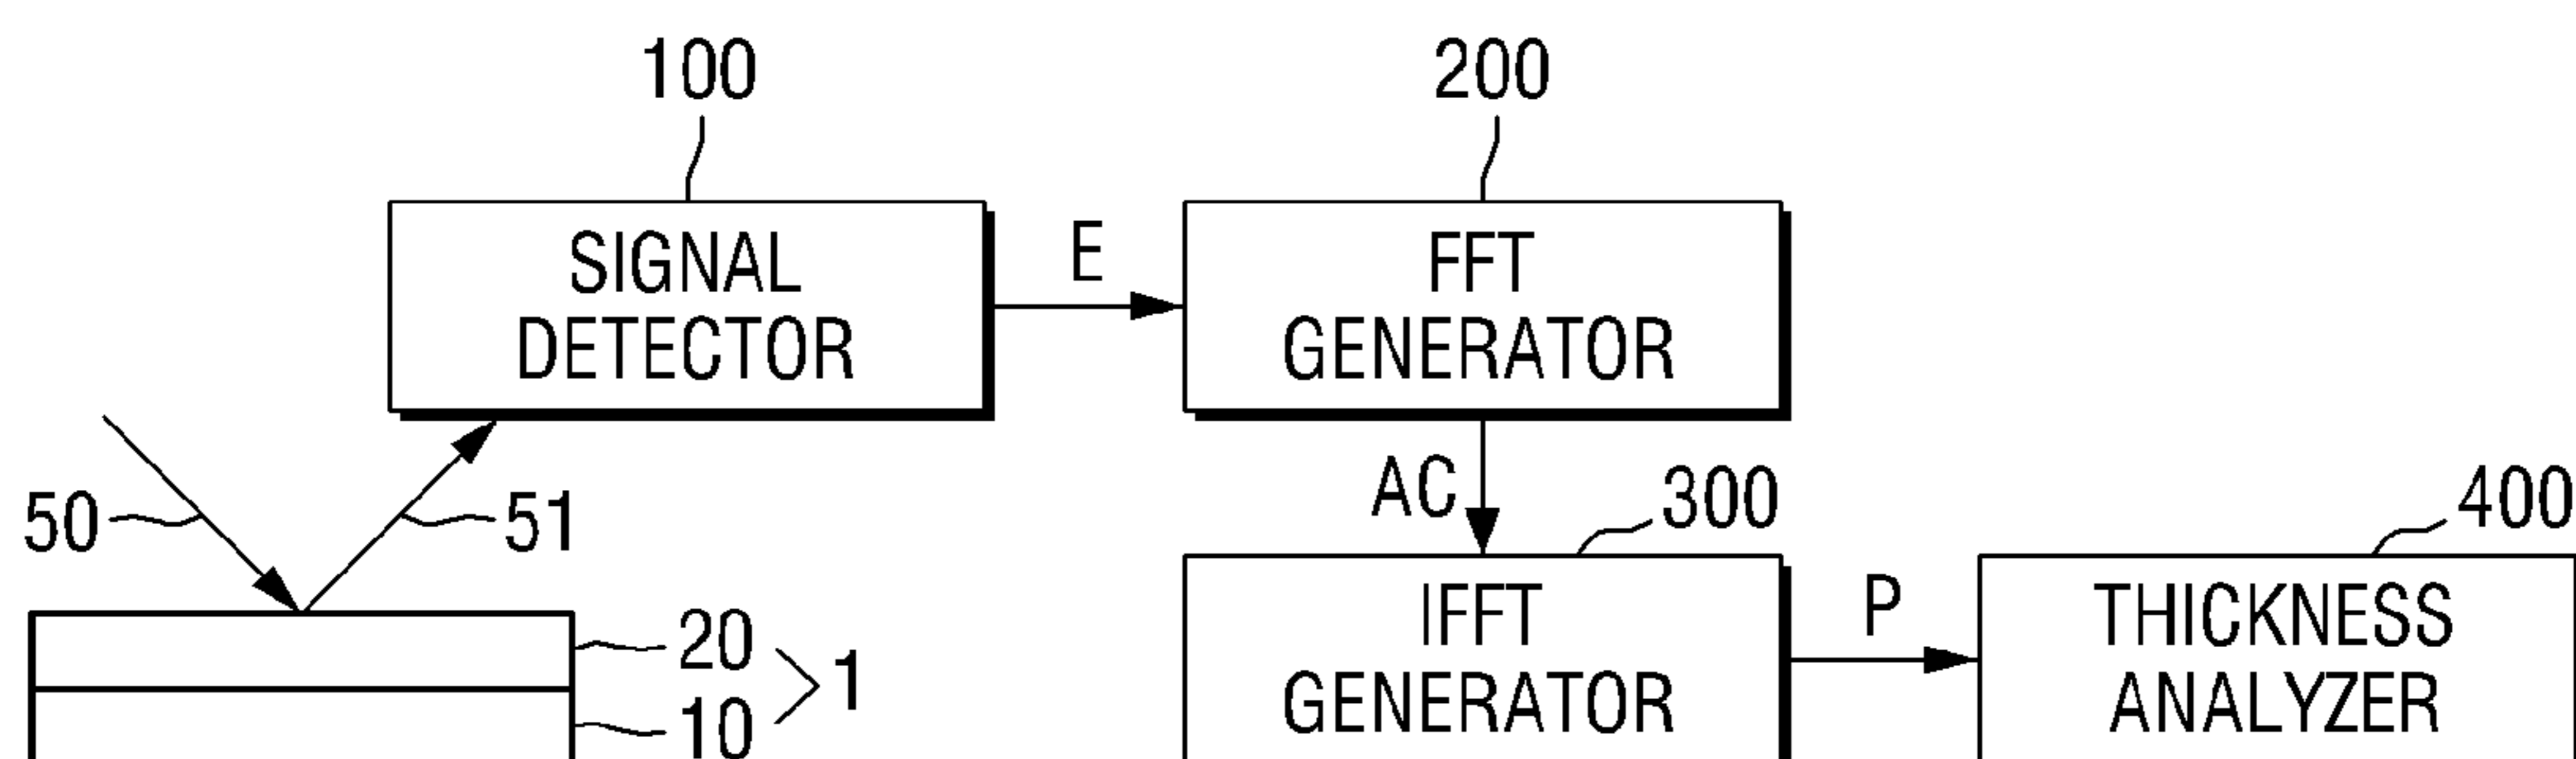 100
200
SIGNAL
DETECTOR
E
FFT
GENERATOR
50
51
AC
300
400
20
10
1
IFFT
GENERATOR
P
THICKNESS
ANALYZER